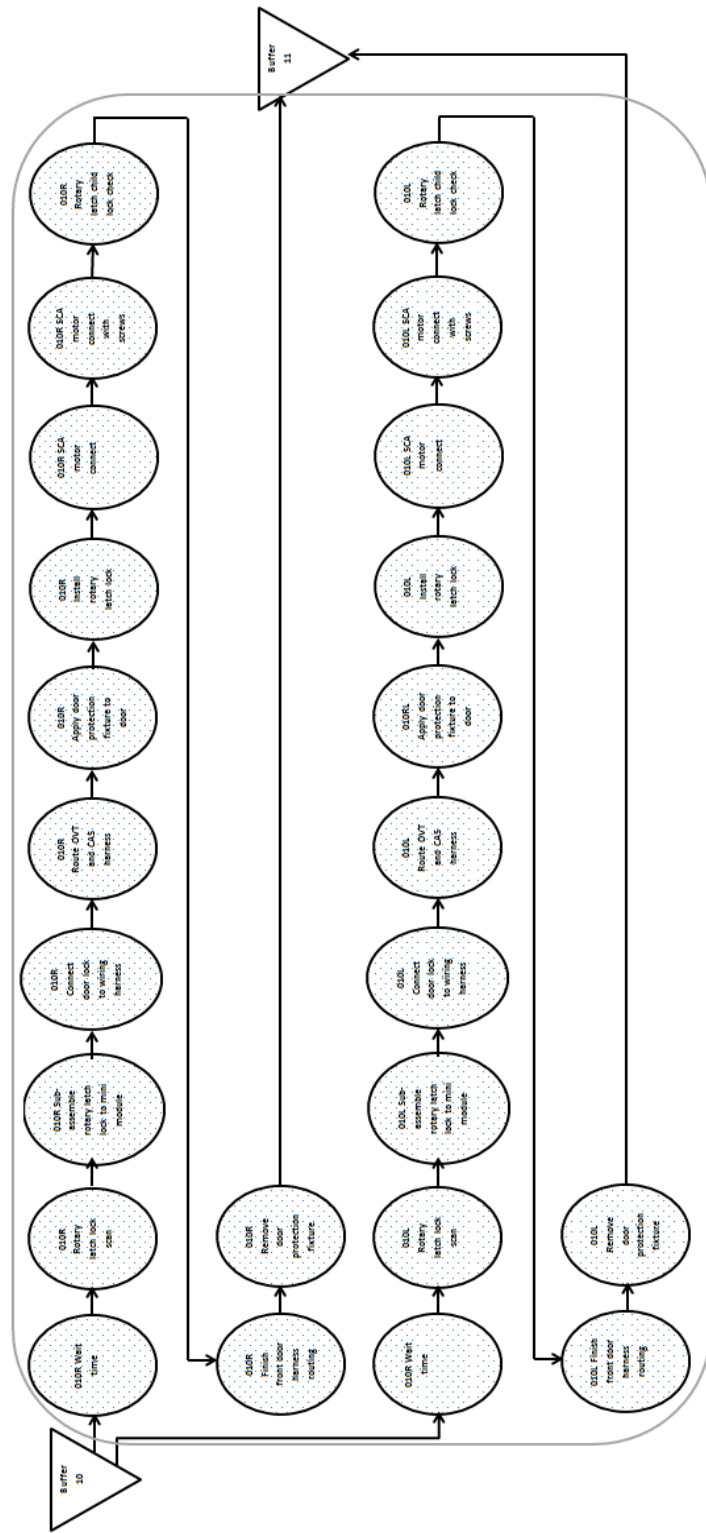 Buffer
10
010R Wait
time
010R
Rotary
latch lock
scan
010R Sub-
assemble
rotary latch
lock to mini
module
010R
Connect
door lock
to wiring
harness
010R
Route OVT
and CAS
harness
010R
Apply door
protection
fixture to
door
010R
Install
rotary
latch lock
010R SCA
motor
connect
010R SCA
motor
connect
with
screws
010R
Rotary
latch child
lock check
010R
Finish
front door
harness
routing
010R
Remove
door
protection
fixture
Buffer
11
010R Wait
time
010L
Rotary
latch lock
scan
010L Sub-
assemble
rotary latch
lock to mini
module
010L
Connect
door lock
to wiring
harness
010L
Route OVT
and CAS
harness
010RL
Apply door
protection
fixture to
door
010L
Install
rotary
latch lock
010L SCA
motor
connect
010L SCA
motor
connect
with
screws
010L
Rotary
latch child
lock check
010L Finish
front door
harness
routing
010L
Remove
door
protection
fixture